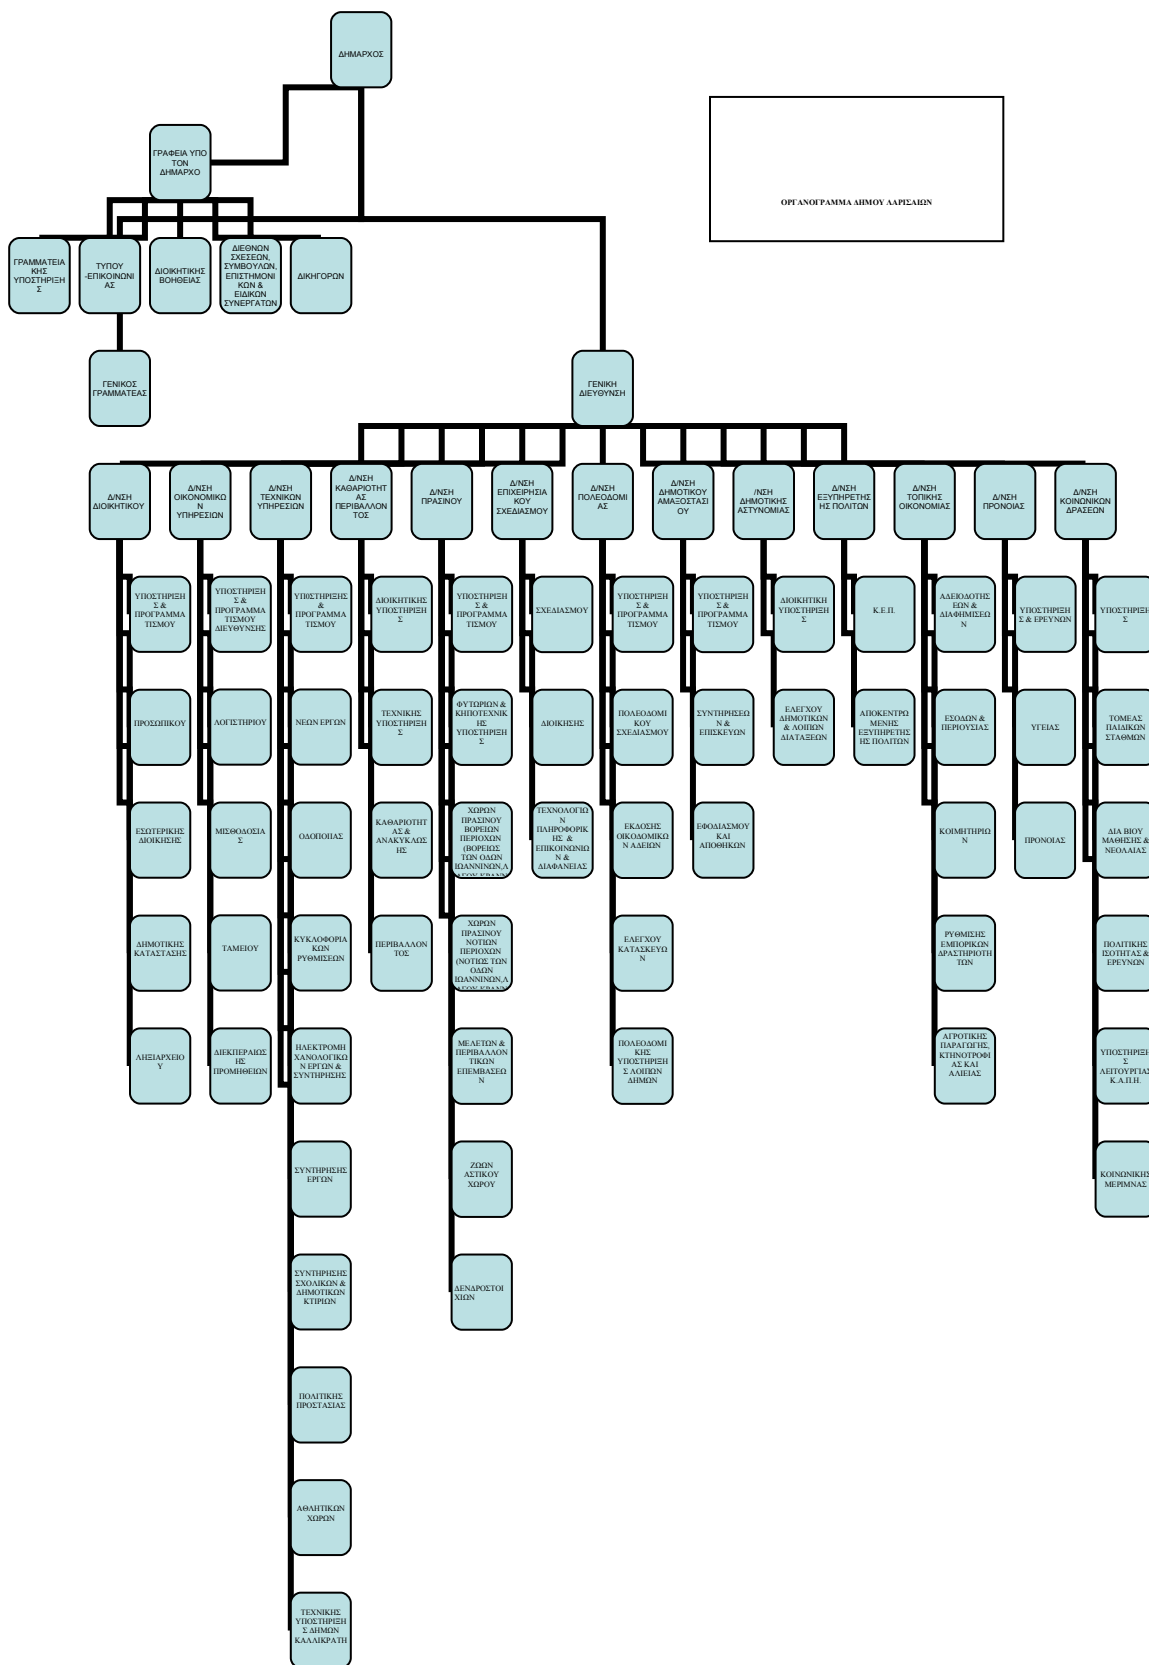 ΔΗΜΑΡΧΟΣ
ΟΡΓΑΝΟΓΡΑΜΜΑ ΔΗΜΟΥ ΛΑΡΙΣΑΙΩΝ
ΓΡΑΦΕΙΑ ΥΠΟ
ΤΟΝ
ΔΗΜΑΡΧΟ
ΓΡΑΜΜΑΤΕΙΑ
ΚΗΣ
ΥΠΟΣΤΗΡΙΞΗ
Σ
ΤΥΠΟΥ
-ΕΠΙΚΟΙΝΩΝ
ΙΑΣ
ΔΙΟΙΚΗΤΙΚΗΣ
ΒΟΗΘΕΙΑΣ
ΔΙΕΘΝΩΝ
ΣΧΕΣΕΩΝ,
ΣΥΜΒΟΥΛΩΝ,
ΕΠΙΣΤΗΜΟΝΙ
ΚΩΝ &
ΕΙΔΙΚΩΝ
ΣΥΝΕΡΓΑΤΩΝ
ΔΙΚΗΓΟΡΩΝ
ΓΕΝΙΚΟΣ
ΓΡΑΜΜΑΤΕΑΣ
ΓΕΝΙΚΗ
ΔΙΕΥΘΥΝΣΗ
Δ/ΝΣΗ
ΔΙΟΙΚΗΤΙΚΟΥ
Δ/ΝΣΗ
ΟΙΚΟΝΟΜΙΚΩ
Ν
ΥΠΗΡΕΣΙΩΝ
Δ/ΝΣΗ
ΤΕΧΝΙΚΩΝ
ΥΠΗΡΕΣΙΩΝ
Δ/ΝΣΗ
ΚΑΘΑΡΙΟΤΗΤ
ΑΣ
ΠΕΡΙΒΑΛΛΟΝ
ΤΟΣ
Δ/ΝΣΗ
ΠΡΑΣΙΝΟΥ
Δ/ΝΣΗ
ΕΠΙΧΕΙΡΗΣΙΑ
ΚΟΥ
ΣΧΕΔΙΑΣΜΟΥ
Δ/ΝΣΗ
ΠΟΛΕΟΔΟΜΙ
ΑΣ
Δ/ΝΣΗ
ΔΗΜΟΤΙΚΟΥ
ΑΜΑΞΟΣΤΑΣΙ
ΟΥ
/ΝΣΗ
ΔΗΜΟΤΙΚΗΣ
ΑΣΤΥΝΟΜΙΑΣ
Δ/ΝΣΗ
ΕΞΥΠΗΡΕΤΗΣ
ΗΣ ΠΟΛΙΤΩΝ
Δ/ΝΣΗ
ΤΟΠΙΚΗΣ
ΟΙΚΟΝΟΜΙΑΣ
Δ/ΝΣΗ
ΠΡΟΝΟΙΑΣ
Δ/ΝΣΗ
ΚΟΙΝΩΝΙΚΩΝ
ΔΡΑΣΕΩΝ
ΥΠΟΣΤΗΡΙΞΗ
Σ &
ΠΡΟΓΡΑΜΜΑ
ΤΙΣΜΟΥ
ΥΠΟΣΤΗΡΙΞΗ
Σ &
ΠΡΟΓΡΑΜΜΑ
ΤΙΣΜΟΥ
ΔΙΕΥΘΥΝΣΗΣ
ΥΠΟΣΤΗΡΙΞΗΣ
&
ΠΡΟΓΡΑΜΜΑ
ΤΙΣΜΟΥ
ΔΙΟΙΚΗΤΙΚΗΣ
ΥΠΟΣΤΗΡΙΞΗ
Σ
ΥΠΟΣΤΗΡΙΞΗ
Σ &
ΠΡΟΓΡΑΜΜΑ
ΤΙΣΜΟΥ
ΣΧΕΔΙΑΣΜΟΥ
ΥΠΟΣΤΗΡΙΞΗ
Σ &
ΠΡΟΓΡΑΜΜΑ
ΤΙΣΜΟΥ
ΥΠΟΣΤΗΡΙΞΗ
Σ &
ΠΡΟΓΡΑΜΜΑ
ΤΙΣΜΟΥ
ΔΙΟΙΚΗΤΙΚΗ
ΥΠΟΣΤΗΡΙΞΗ
Σ
Κ.Ε.Π.
ΑΔΕΙΟΔΟΤΗΣ
ΕΩΝ &
ΔΙΑΦΗΜΙΣΕΩ
Ν
ΥΠΟΣΤΗΡΙΞΗ
Σ & ΕΡΕΥΝΩΝ
ΥΠΟΣΤΗΡΙΞΗ
Σ
ΠΡΟΣΩΠΙΚΟΥ
ΛΟΓΙΣΤΗΡΙΟΥ
ΝΕΩΝ ΕΡΓΩΝ
ΤΕΧΝΙΚΗΣ
ΥΠΟΣΤΗΡΙΞΗ
Σ
ΦΥΤΩΡΙΩΝ &
ΚΗΠΟΤΕΧΝΙΚ
ΗΣ
ΥΠΟΣΤΗΡΙΞΗ
Σ
ΔΙΟΙΚΗΣΗΣ
ΠΟΛΕΟΔΟΜΙ
ΚΟΥ
ΣΧΕΔΙΑΣΜΟΥ
ΣΥΝΤΗΡΗΣΕΩ
Ν &
ΕΠΙΣΚΕΥΩΝ
ΕΛΕΓΧΟΥ
ΔΗΜΟΤΙΚΩΝ
& ΛΟΙΠΩΝ
ΔΙΑΤΑΞΕΩΝ
ΑΠΟΚΕΝΤΡΩ
ΜΕΝΗΣ
ΕΞΥΠΗΡΕΤΗ
ΣΗΣ ΠΟΛΙΤΩΝ
ΕΣΟΔΩΝ &
ΠΕΡΙΟΥΣΙΑΣ
ΥΓΕΙΑΣ
ΤΟΜΕΑΣ
ΠΑΙΔΙΚΩΝ
ΣΤΑΘΜΩΝ
ΕΣΩΤΕΡΙΚΗΣ
ΔΙΟΙΚΗΣΗΣ
ΜΙΣΘΟΔΟΣΙΑ
Σ
ΟΔΟΠΟΙΙΑΣ
ΚΑΘΑΡΙΟΤΗΤ
ΑΣ &
ΑΝΑΚΥΚΛΩΣ
ΗΣ
ΧΩΡΩΝ
ΠΡΑΣΙΝΟΥ
ΒΟΡΕΙΩΝ
ΠΕΡΙΟΧΩΝ
(ΒΟΡΕΙΩΣ
ΤΩΝ ΟΔΩΝ
ΙΩΑΝΝΙΝΩΝ,Λ
ΤΕΧΝΟΛΟΓΙΩ
Ν
ΠΛΗΡΟΦΟΡΙΚ
ΗΣ &
ΕΠΙΚΟΙΝΩΝΙΩ
Ν &
ΔΙΑΦΑΝΕΙΑΣ
ΕΚΔΟΣΗΣ
ΟΙΚΟΔΟΜΙΚΩ
Ν ΑΔΕΙΩΝ
ΕΦΟΔΙΑΣΜΟΥ
ΚΑΙ
ΑΠΟΘΗΚΩΝ
ΚΟΙΜΗΤΗΡΙΩ
Ν
ΠΡΟΝΟΙΑΣ
ΔΙΑ ΒΙΟΥ
ΜΑΘΗΣΗΣ &
ΝΕΟΛΑΙΑΣ
ΔΗΜΟΤΙΚΗΣ
ΚΑΤΑΣΤΑΣΗΣ
ΤΑΜΕΙΟΥ
ΚΥΚΛΟΦΟΡΙΑ
ΚΩΝ
ΡΥΘΜΙΣΕΩΝ
ΠΕΡΙΒΑΛΛΟΝ
ΤΟΣ
ΧΩΡΩΝ
ΠΡΑΣΙΝΟΥ
ΝΟΤΙΩΝ
ΠΕΡΙΟΧΩΝ
(ΝΟΤΙΩΣ ΤΩΝ
ΟΔΩΝ
ΙΩΑΝΝΙΝΩΝ,Λ
ΕΛΕΓΧΟΥ
ΚΑΤΑΣΚΕΥΩ
Ν
ΡΥΘΜΙΣΗΣ
ΕΜΠΟΡΙΚΩΝ
ΔΡΑΣΤΗΡΙΟΤΗ
ΤΩΝ
ΠΟΛΙΤΙΚΗΣ
ΙΣΟΤΗΤΑΣ &
ΕΡΕΥΝΩΝ
ΛΗΞΙΑΡΧΕΙΟ
Υ
ΔΙΕΚΠΕΡΑΙΩΣ
ΗΣ
ΠΡΟΜΗΘΕΙΩΝ
ΗΛΕΚΤΡΟΜΗ
ΧΑΝΟΛΟΓΙΚΩ
Ν ΕΡΓΩΝ &
ΣΥΝΤΗΡΗΣΗΣ
ΜΕΛΕΤΩΝ &
ΠΕΡΙΒΑΛΛΟΝ
ΤΙΚΩΝ
ΕΠΕΜΒΑΣΕΩ
Ν
ΠΟΛΕΟΔΟΜΙ
ΚΗΣ
ΥΠΟΣΤΗΡΙΞΗ
Σ ΛΟΙΠΩΝ
ΔΗΜΩΝ
ΑΓΡΟΤΙΚΗΣ
ΠΑΡΑΓΩΓΗΣ,
ΚΤΗΝΟΤΡΟΦΙ
ΑΣ ΚΑΙ
ΑΛΙΕΙΑΣ
ΥΠΟΣΤΗΡΙΞΗ
Σ
ΛΕΙΤΟΥΡΓΙΑΣ
Κ.Α.Π.Η.
ΣΥΝΤΗΡΗΣΗΣ
ΕΡΓΩΝ
ΖΩΩΝ
ΑΣΤΙΚΟΥ
ΧΩΡΟΥ
ΚΟΙΝΩΝΙΚΗΣ
ΜΕΡΙΜΝΑΣ
ΣΥΝΤΗΡΗΣΗΣ
ΣΧΟΛΙΚΩΝ &
ΔΗΜΟΤΙΚΩΝ
ΚΤΙΡΙΩΝ
ΔΕΝΔΡΟΣΤΟΙ
ΧΙΩΝ
ΠΟΛΙΤΙΚΗΣ
ΠΡΟΣΤΑΣΙΑΣ
ΑΘΛΗΤΙΚΩΝ
ΧΩΡΩΝ
ΤΕΧΝΙΚΗΣ
ΥΠΟΣΤΗΡΙΞΗ
Σ ΔΗΜΩΝ
ΚΑΛΛΙΚΡΑΤΗ